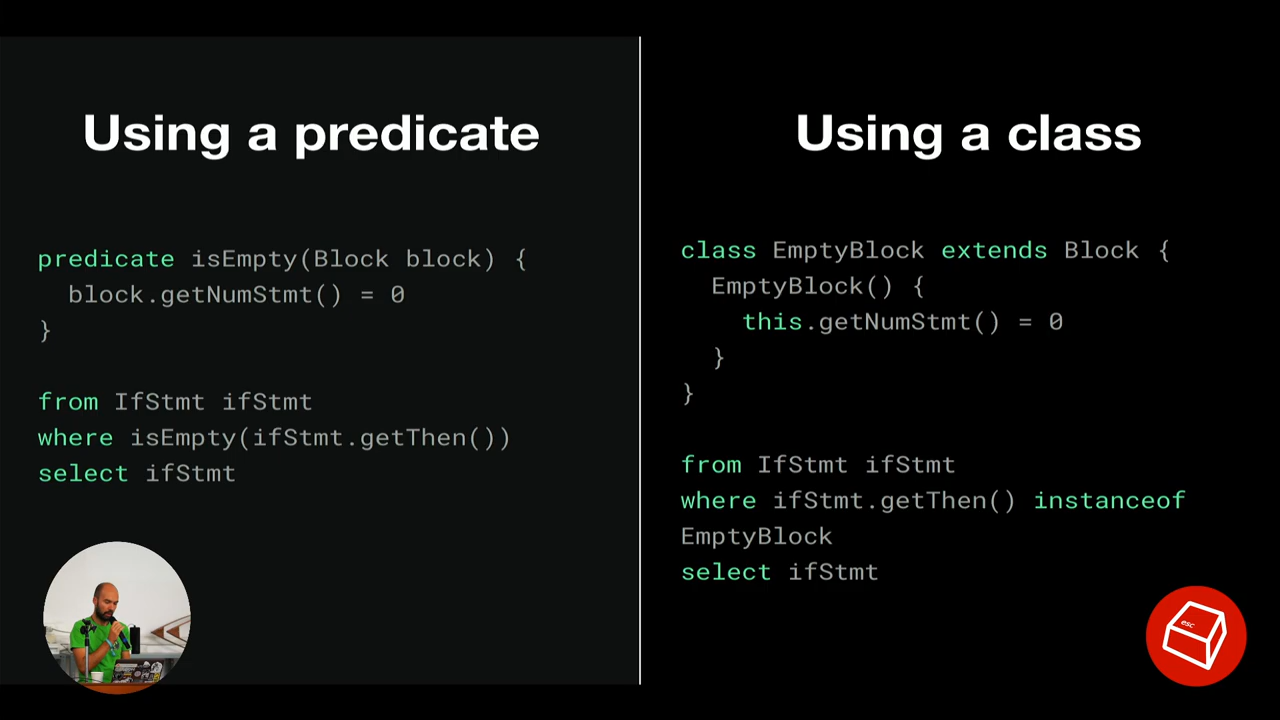 Using a predicate
predicate isEmpty(Block block) {
  block.getNumStmt() = 0
}
from IfStmt ifStmt
where isEmpty(ifStmt.getThen())
select ifStmt
Using a class
class EmptyBlock extends Block {
  EmptyBlock() {
    this.getNumStmt() = 0
  }
}
from IfStmt ifStmt
where ifStmt.getThen() instanceof
EmptyBlock
select ifStmt
esc